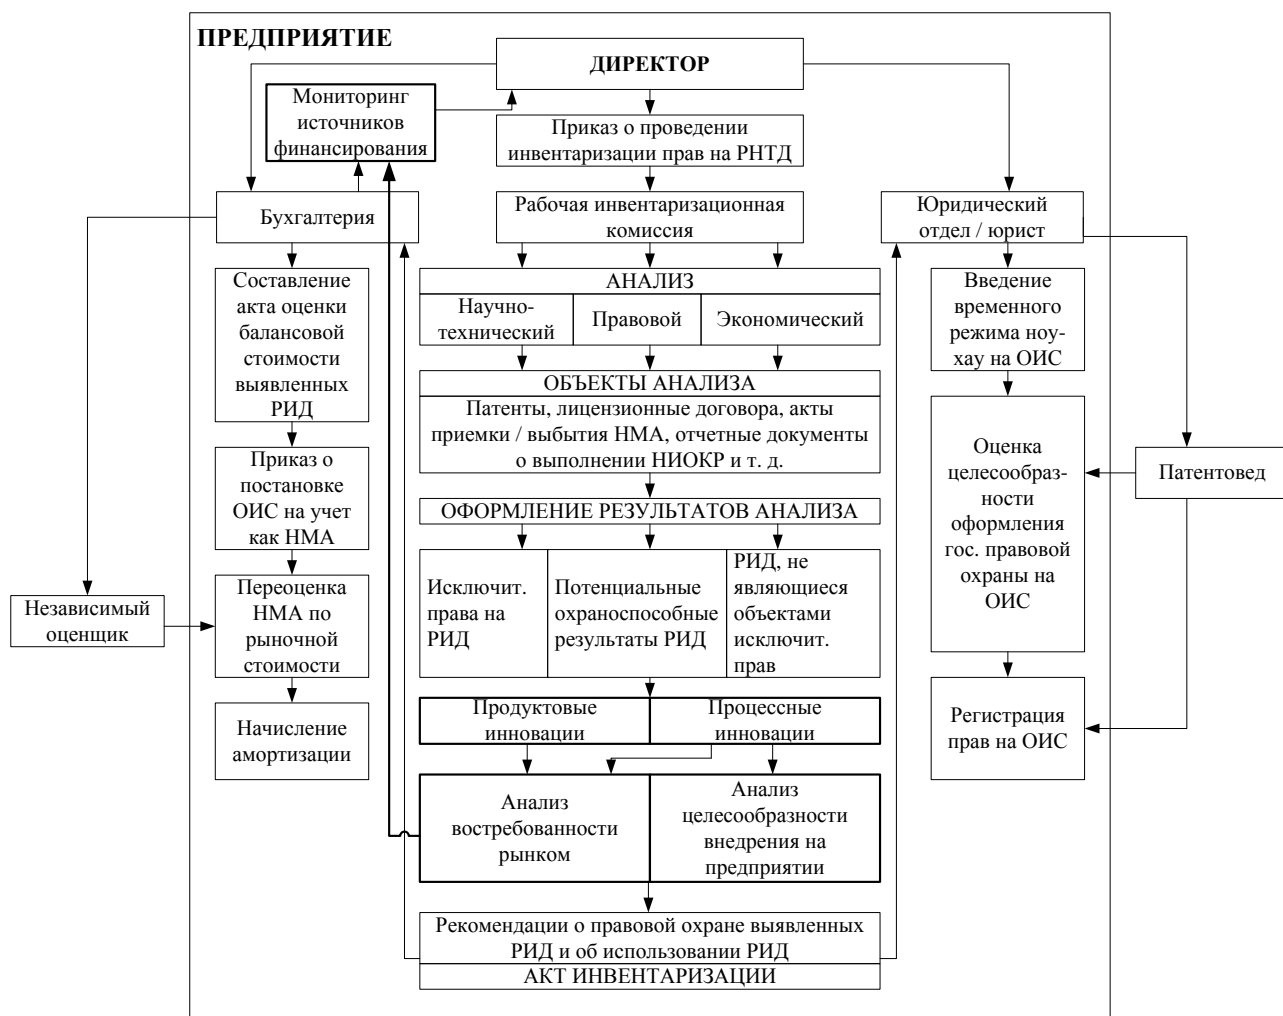 ПРЕДПРИЯТИЕ
ДИРЕКТОР
Мониторинг
источников
финансирования
Приказ о проведении
инвентаризации прав на РНТД
Бухгалтерия
Рабочая инвентаризационная
комиссия
Юридический
отдел / юрист
Составление
акта оценки
балансовой
стоимости
выявленных
РИД
АНАЛИЗ
Научно-
технический
Правовой
Экономический
Введение
временного
режима ноу-
хау на ОИС
ОБЪЕКТЫ АНАЛИЗА
Патенты, лицензионные договора, акты
приемки / выбытия НМА, отчетные документы
о выполнении НИОКР и т. д.
Приказ о
постановке
ОИС на учет
как НМА
Оценка
целесообраз-
ности
оформления
гос. правовой
охраны на
ОИС
Патентовед
ОФОРМЛЕНИЕ РЕЗУЛЬТАТОВ АНАЛИЗА
Исключит.
права на
РИД
Потенциальные
охраноспособные
результаты РИД
РИД, не
являющиеся
объектами
исключит.
прав
Независимый
оценщик
Переоценка
НМА по
рыночной
стоимости
Продуктовые
инновации
Процессные
инновации
Регистрация
прав на ОИС
Начисление
амортизации
Анализ
востребованности
рынком
Анализ
целесообразности
внедрения на
предприятии
Рекомендации о правовой охране выявленных
РИД и об использовании РИД
АКТ ИНВЕНТАРИЗАЦИИ